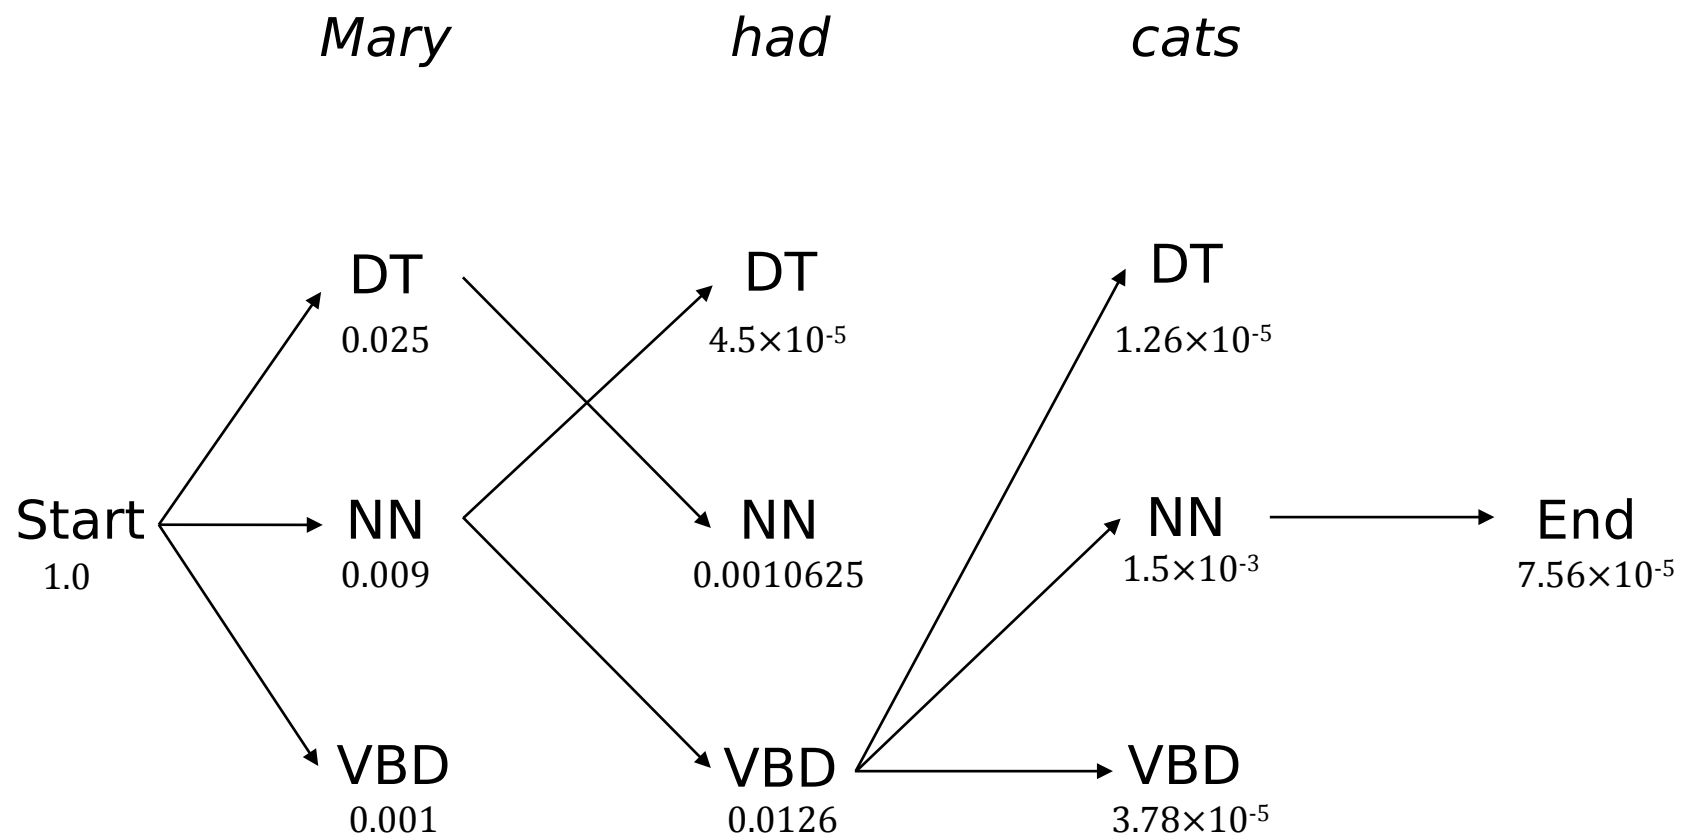 Mary had cats
DT DT DT
0.025 4.5×10⁻⁵ 1.26×10⁻⁵
Start NN NN NN End
1.0 0.009 0.0010625 1.5×10⁻³ 7.56×10⁻⁵
VBD VBD VBD
0.001 0.0126 3.78×10⁻⁵